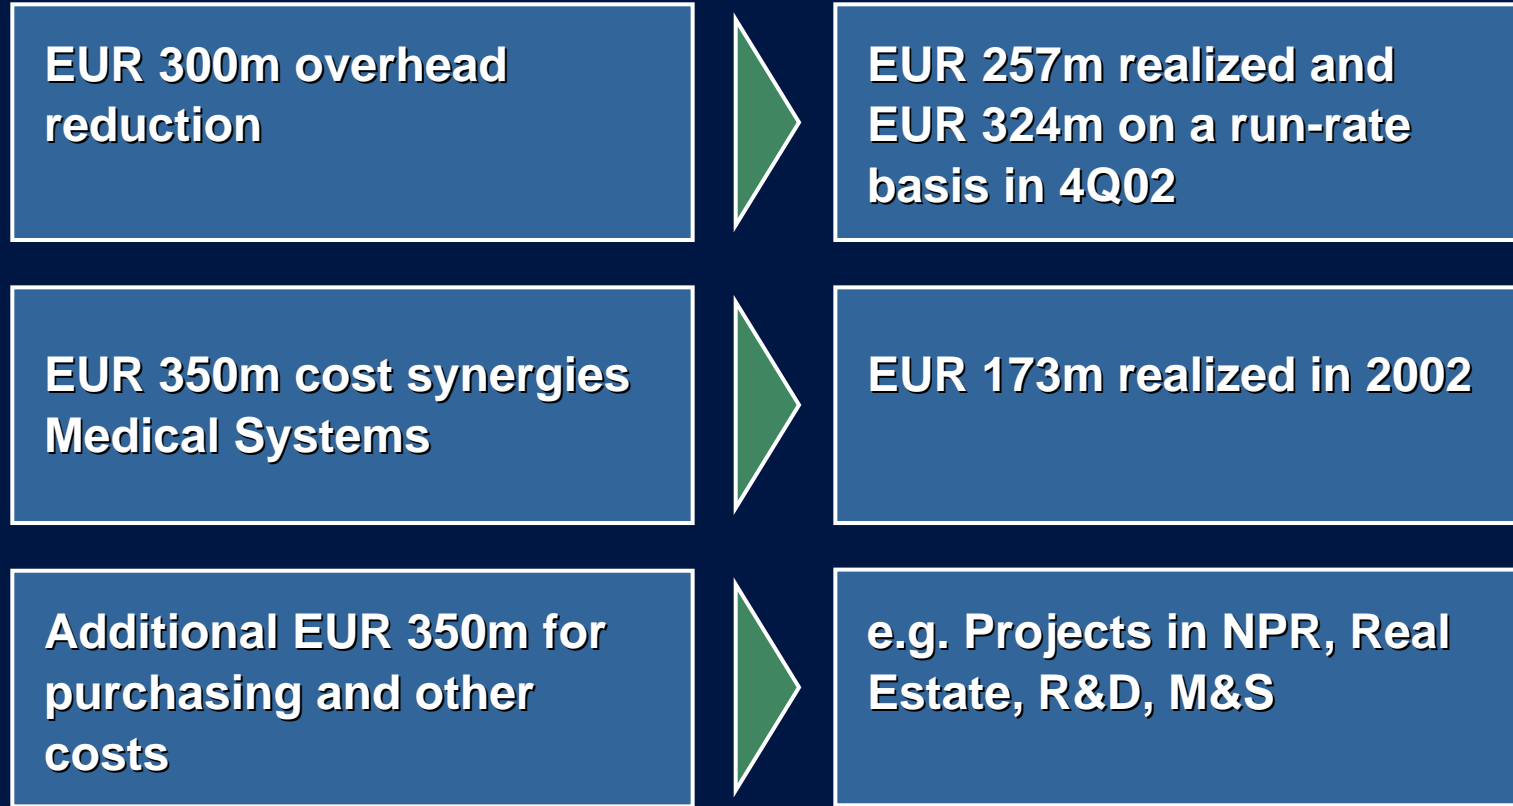 EUR 300m overhead
reduction
EUR 257m realized and
EUR 324m on a run-rate
basis in 4Q02
EUR 350m cost synergies
Medical Systems
EUR 173m realized in 2002
Additional EUR 350m for
purchasing and other
costs
e.g. Projects in NPR, Real
Estate, R&D, M&S